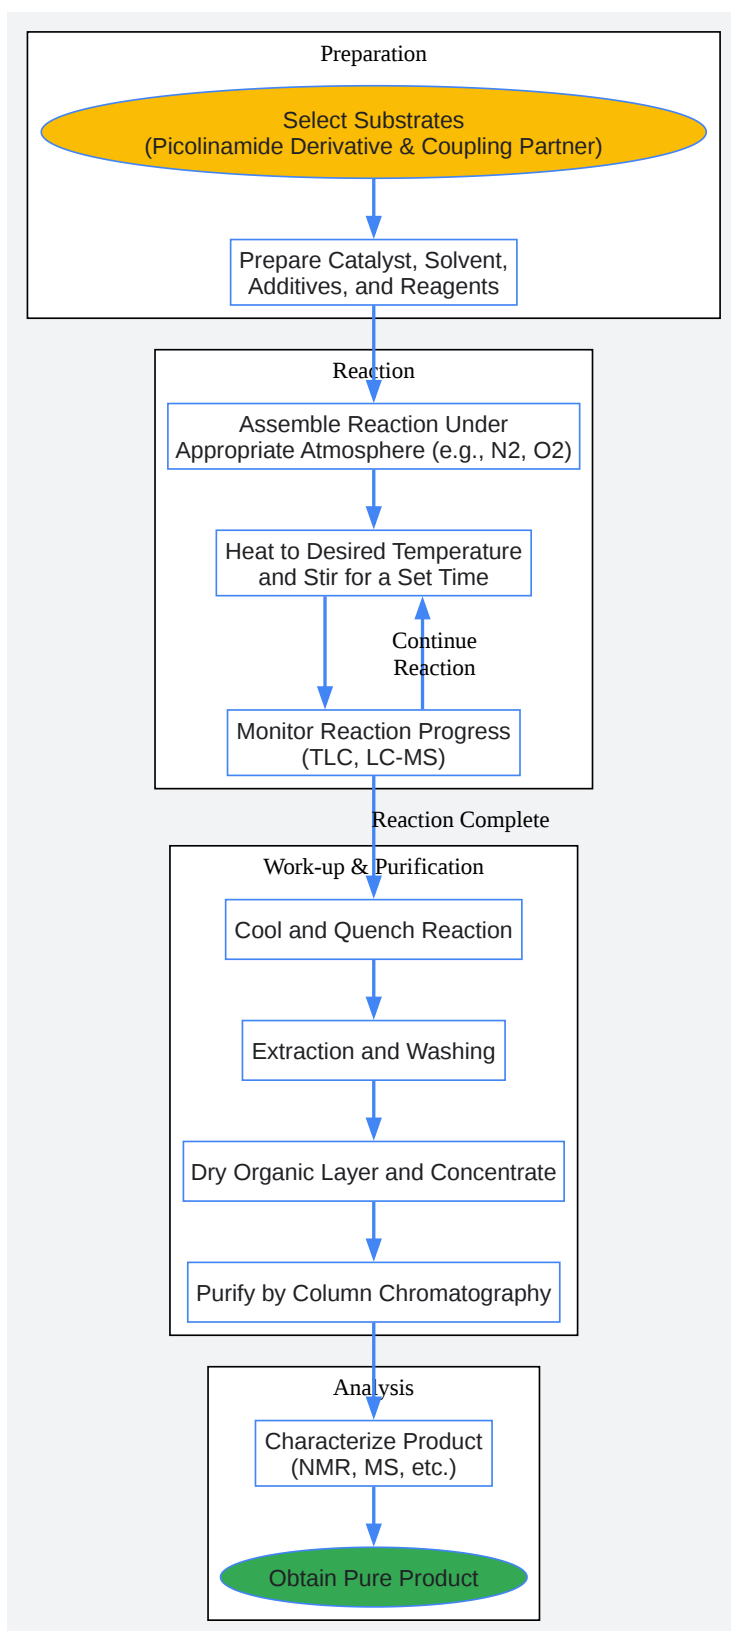 Preparation
Select Substrates
(Picolinamide Derivative & Coupling Partner)
Prepare Catalyst, Solvent,
Additives, and Reagents
Reaction
Assemble Reaction Under
Appropriate Atmosphere (e.g., N2, O2)
Heat to Desired Temperature
and Stir for a Set Time
Continue
Reaction
Monitor Reaction Progress
(TLC, LC-MS)
Reaction Complete
Work-up & Purification
Cool and Quench Reaction
Extraction and Washing
Dry Organic Layer and Concentrate
Purify by Column Chromatography
Analysis
Characterize Product
(NMR, MS, etc.)
Obtain Pure Product